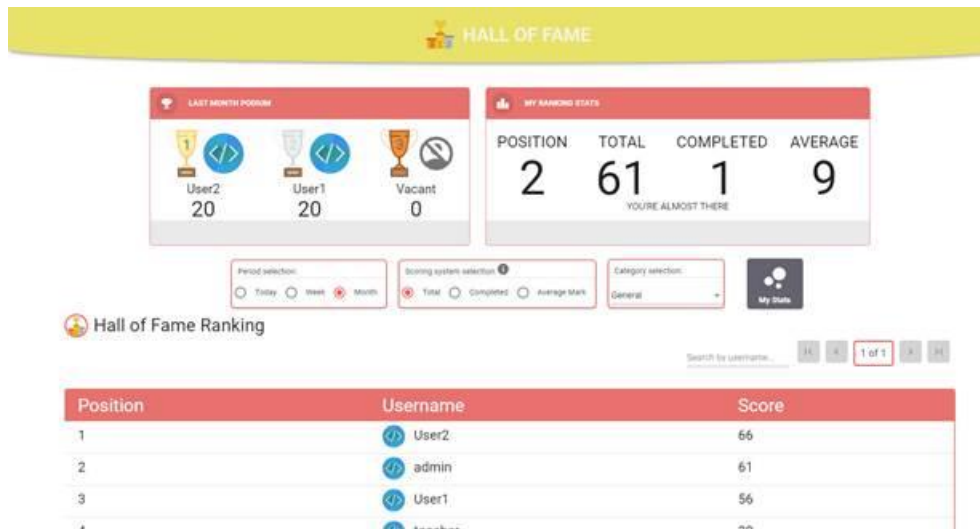 HALL OF FAME
LAST MONTH PODIUM
1 2 3
User2 User1 Vacant
20 20 0
MY RANKING STATS
POSITION TOTAL COMPLETED AVERAGE
2 61 1 9
YOU'RE ALMOST THERE
Period selection:
Today Week Month
Scoring system selection
Total Completed Average Mark
Category selection:
General
My Stats
Hall of Fame Ranking
Search by username...
1 of 1
Position Username Score
1 User2 66
2 admin 61
3 User1 56